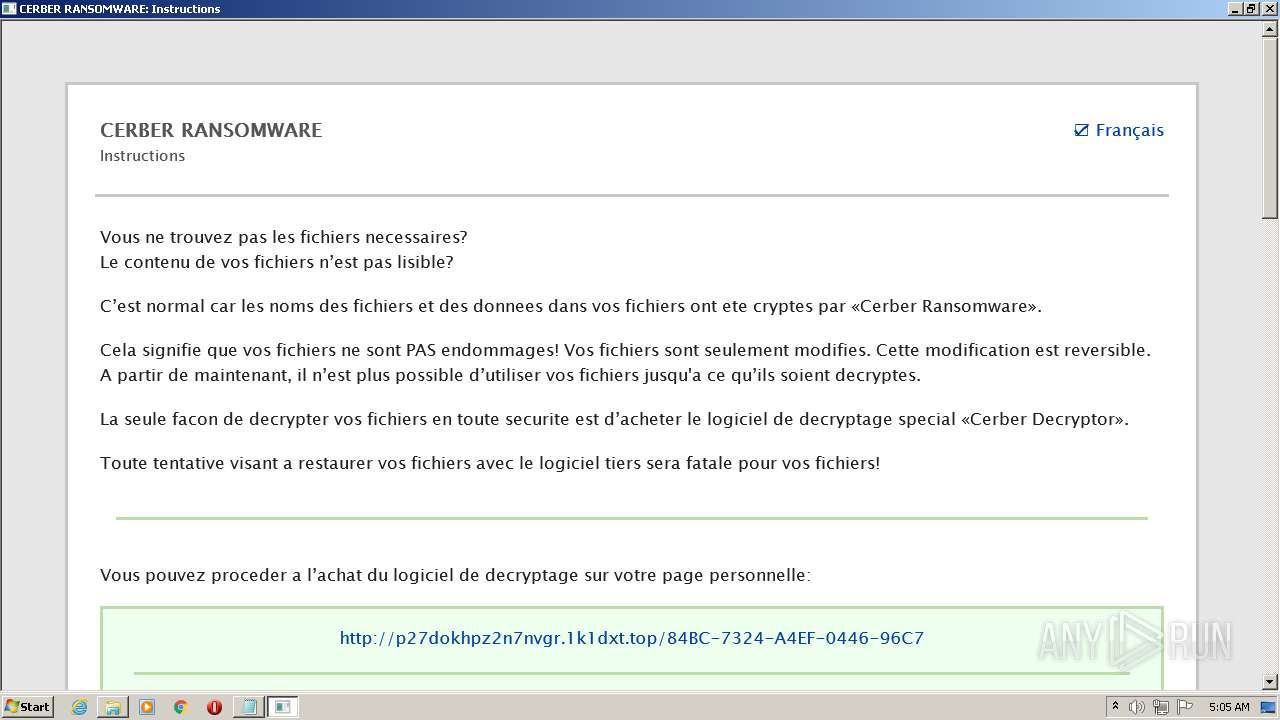 CERBER RANSOMWARE: Instructions
CERBER RANSOMWARE
Français
Instructions
Vous ne trouvez pas les fichiers necessaires?
Le contenu de vos fichiers n’est pas lisible?
C’est normal car les noms des fichiers et des donnees dans vos fichiers ont ete cryptes par «Cerber Ransomware».
Cela signifie que vos fichiers ne sont PAS endommages! Vos fichiers sont seulement modifies. Cette modification est reversible.
A partir de maintenant, il n’est plus possible d’utiliser vos fichiers jusqu'a ce qu’ils soient decryptes.
La seule facon de decrypter vos fichiers en toute securite est d’acheter le logiciel de decryptage special «Cerber Decryptor».
Toute tentative visant a restaurer vos fichiers avec le logiciel tiers sera fatale pour vos fichiers!
Vous pouvez proceder a l’achat du logiciel de decryptage sur votre page personnelle:
http://p27dokhpz2n7nvgr.1k1dxt.top/84BC-7324-A4EF-0446-96C7
ANY RUN
Start
5:05 AM